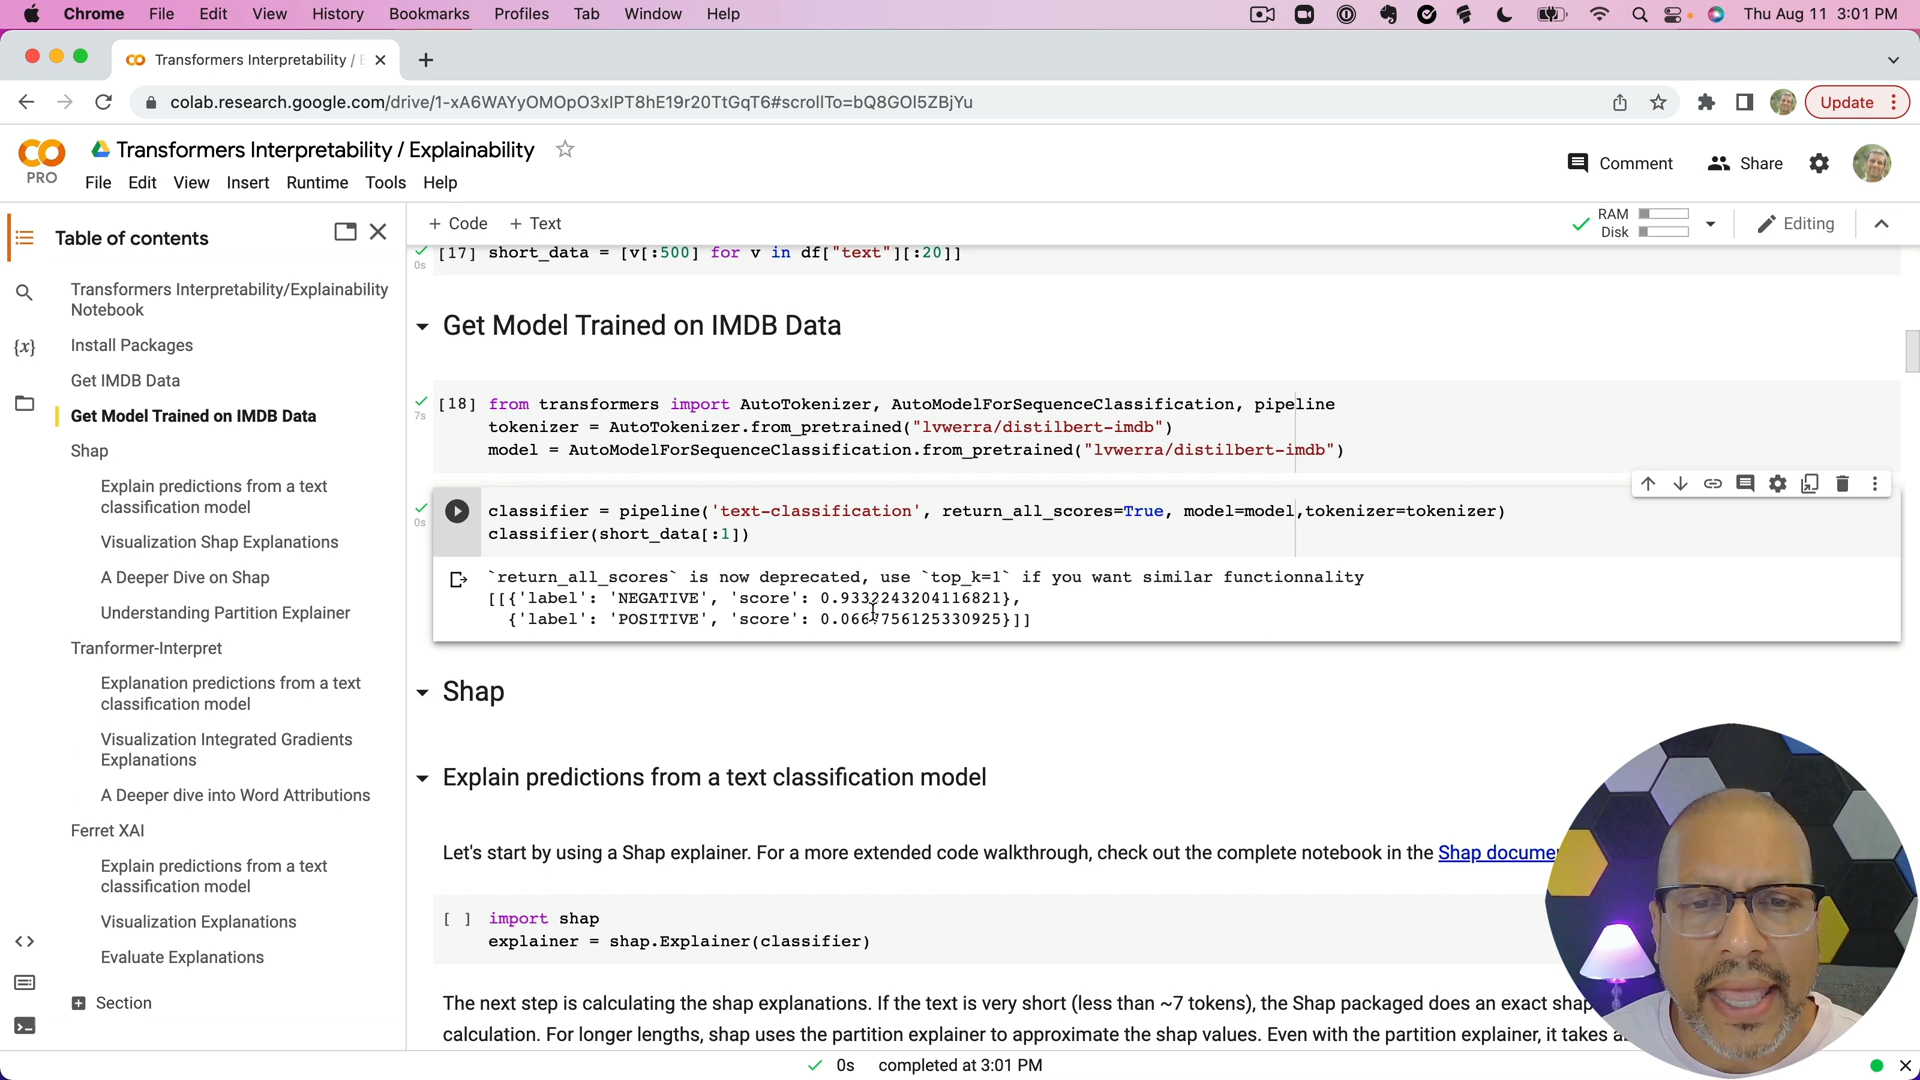 Chrome File Edit View History Bookmarks Profiles Tab Window Help Thu Aug 11 3:01 PM
Transformers Interpretability /
colab.research.google.com/drive/1-xA6WAYyOMOpO3xIPT8hE19r20TtGqT6#scrollTo=bQ8GOl5ZBjYu
Update
Transformers Interpretability / Explainability
PRO
File Edit View Insert Runtime Tools Help
Comment Share
Table of contents
Transformers Interpretability/Explainability
Notebook
Install Packages
Get IMDB Data
Get Model Trained on IMDB Data
Shap
Explain predictions from a text
classification model
Visualization Shap Explanations
A Deeper Dive on Shap
Understanding Partition Explainer
Tranformer-Interpret
Explanation predictions from a text
classification model
Visualization Integrated Gradients
Explanations
A Deeper dive into Word Attributions
Ferret XAI
Explain predictions from a text
classification model
Visualization Explanations
Evaluate Explanations
Section
+ Code + Text
RAM
Disk
Editing
0s
[17] short_data = [v[:500] for v in df["text"][:20]]
Get Model Trained on IMDB Data
7s
[18] from transformers import AutoTokenizer, AutoModelForSequenceClassification, pipeline
tokenizer = AutoTokenizer.from_pretrained("lvwerra/distilbert-imdb")
model = AutoModelForSequenceClassification.from_pretrained("lvwerra/distilbert-imdb")
0s
classifier = pipeline('text-classification', return_all_scores=True, model=model,tokenizer=tokenizer)
classifier(short_data[:1])
`return_all_scores` is now deprecated, use `top_k=1` if you want similar functionnality
[[{'label': 'NEGATIVE', 'score': 0.9332243204116821},
{'label': 'POSITIVE', 'score': 0.06677756125330925}]]
Shap
Explain predictions from a text classification model
Let's start by using a Shap explainer. For a more extended code walkthrough, check out the complete notebook in the Shap
[ ] import shap
explainer = shap.Explainer(classifier)
The next step is calculating the shap explanations. If the text is very short (less than ~7 tokens), the Shap packaged does an exact shap
calculation. For longer lengths, shap uses the partition explainer to approximate the shap values. Even with the partition explainer, it takes
0s completed at 3:01 PM